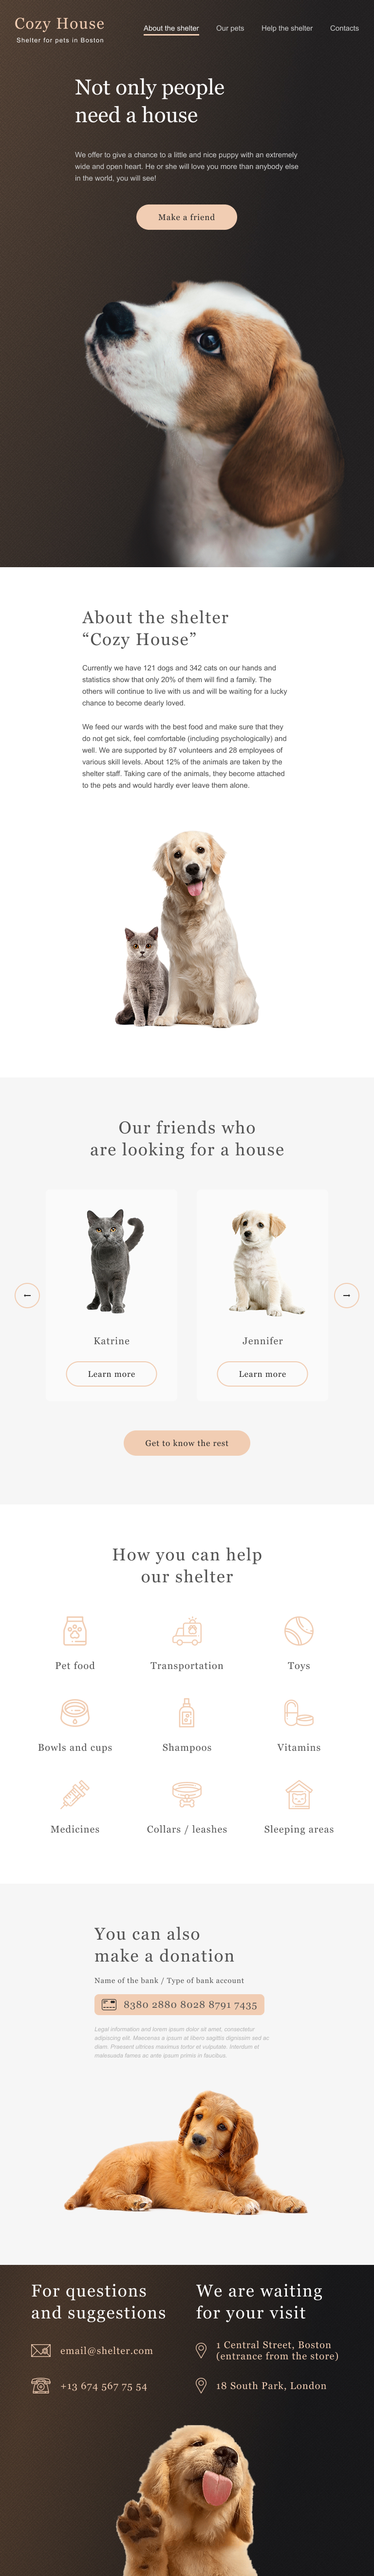 Cozy House
Shelter for pets in Boston
About the shelter
Our pets
Help the shelter
Contacts
Not only people
need a house
We offer to give a chance to a little and nice puppy with an extremely
wide and open heart. He or she will love you more than anybody else
in the world, you will see!
Make a friend
About the shelter
“Cozy House”
Currently we have 121 dogs and 342 cats on our hands and
statistics show that only 20% of them will find a family. The
others will continue to live with us and will be waiting for a lucky
chance to become dearly loved.
We feed our wards with the best food and make sure that they
do not get sick, feel comfortable (including psychologically) and
well. We are supported by 87 volunteers and 28 employees of
various skill levels. About 12% of the animals are taken by the
shelter staff. Taking care of the animals, they become attached
to the pets and would hardly ever leave them alone.
Our friends who
are looking for a house
Katrine
Learn more
Jennifer
Learn more
Get to know the rest
How you can help
our shelter
Pet food
Transportation
Toys
Bowls and cups
Shampoos
Vitamins
Medicines
Collars / leashes
Sleeping areas
You can also
make a donation
Name of the bank / Type of bank account
8380 2880 8028 8791 7435
Legal information and lorem ipsum dolor sit amet, consectetur
adipiscing elit. Maecenas a ipsum at libero sagittis dignissim sed ac
diam. Praesent ultrices maximus tortor et vulputate. Interdum et
malesuada fames ac ante ipsum primis in faucibus.
For questions
and suggestions
email@shelter.com
+13 674 567 75 54
We are waiting
for your visit
1 Central Street, Boston
(entrance from the store)
18 South Park, London